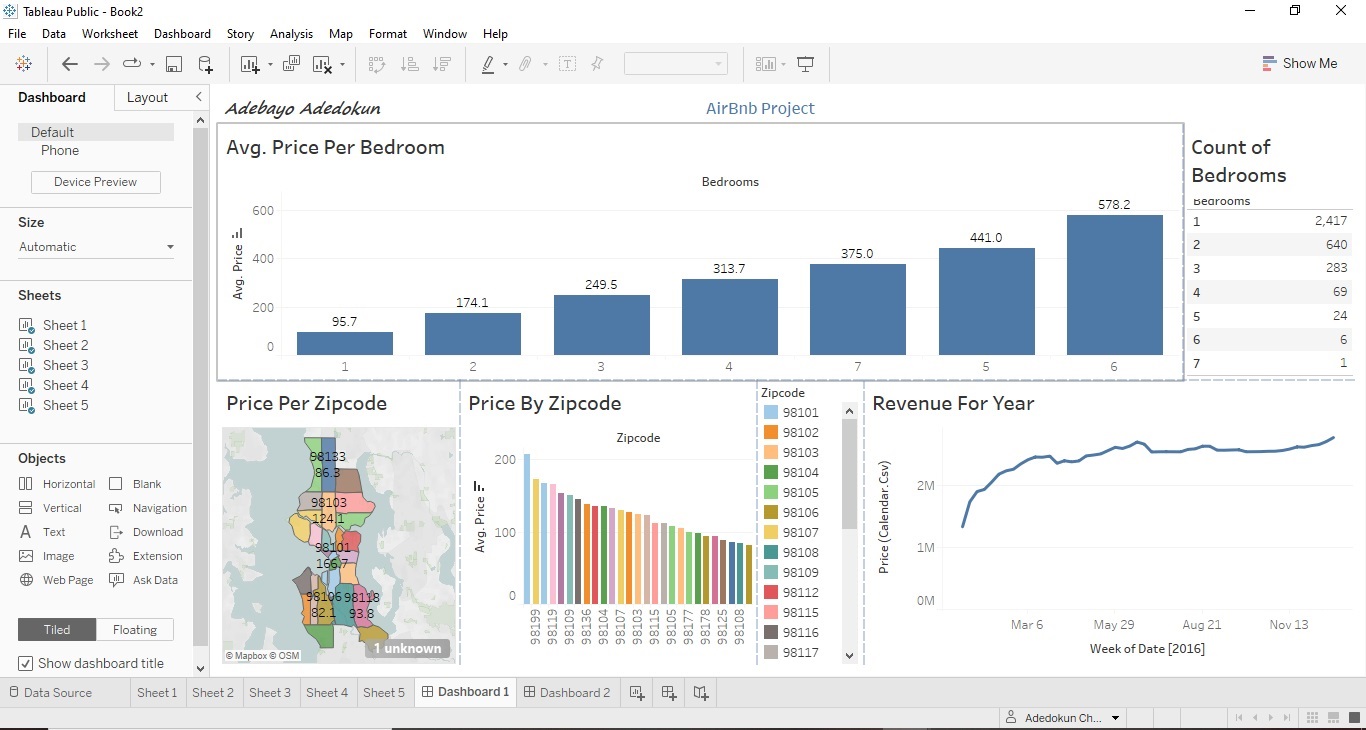 Tableau Public - Book2
File Data Worksheet Dashboard Story Analysis Map Format Window Help
Show Me
Dashboard Layout
Default
Phone
Device Preview
Size
Automatic
Sheets
Sheet 1
Sheet 2
Sheet 3
Sheet 4
Sheet 5
Objects
Horizontal Blank
Vertical Navigation
Text Download
Image Extension
Web Page Ask Data
Tiled Floating
Show dashboard title
Adebayo Adedokun
AirBnb Project
Avg. Price Per Bedroom
Bedrooms
Avg. Price
600
400
200
0
95.7 174.1 249.5 313.7 375.0 441.0 578.2
1 2 3 4 7 5 6
Count of
Bedrooms
Bedrooms
1 2,417
2 640
3 283
4 69
5 24
6 6
7 1
Price Per Zipcode
98133
86.3
98103
124.1
98101
166.7
98106 98118
82.1 93.8
1 unknown
© Mapbox © OSM
Price By Zipcode
Zipcode
Avg. Price
200
100
0
98199 98119 98109 98136 98104 98107 98103 98115 98105 98177 98178 98125 98108
Zipcode
98101
98102
98103
98104
98105
98106
98107
98108
98109
98112
98115
98116
98117
Revenue For Year
Price (Calendar.Csv)
2M
1M
0M
Mar 6 May 29 Aug 21 Nov 13
Week of Date [2016]
Data Source Sheet 1 Sheet 2 Sheet 3 Sheet 4 Sheet 5 Dashboard 1 Dashboard 2
Adedokun Ch...